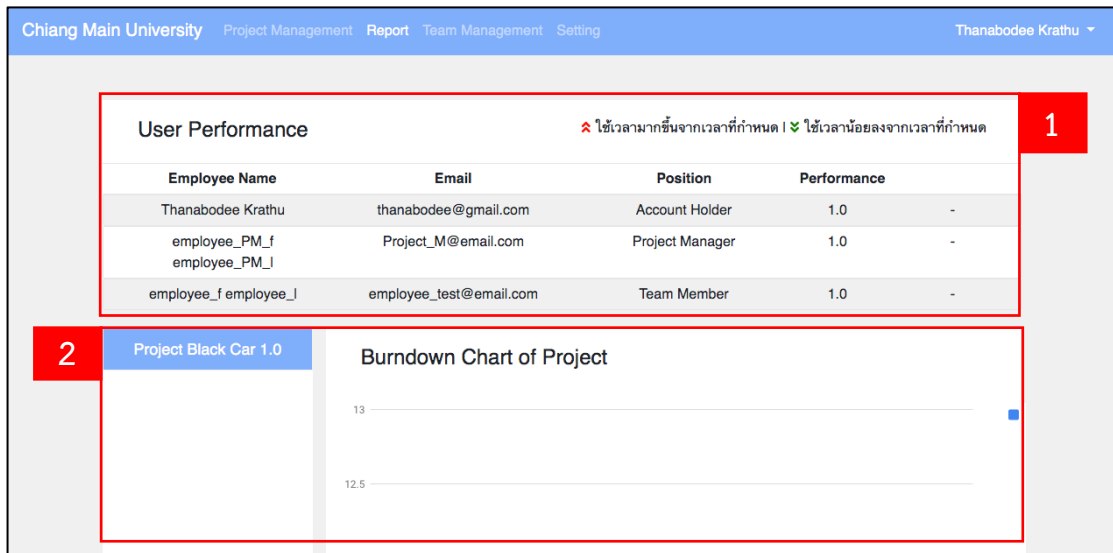 Chiang Main University Project Management Report Team Management Setting Thanabodee Krathu
User Performance
ใช้เวลามากขึ้นจากเวลาที่กำหนด | ใช้เวลาน้อยลงจากเวลาที่กำหนด
1
Employee Name Email Position Performance
Thanabodee Krathu thanabodee@gmail.com Account Holder 1.0 -
employee_PM_f Project_M@email.com Project Manager 1.0 -
employee_PM_l
employee_f employee_l employee_test@email.com Team Member 1.0 -
2
Project Black Car 1.0
Burndown Chart of Project
13
12.5